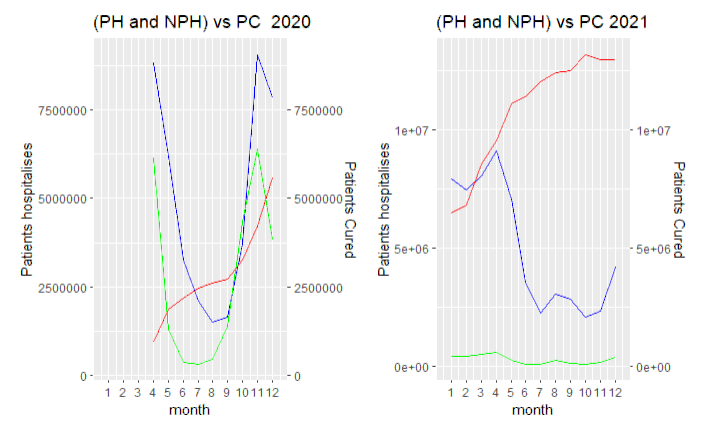 (PH and NPH) vs PC 2020
Patients hospitalises
7500000
5000000
2500000
0
7500000
5000000
2500000
0
Patients Cured
1 2 3 4 5 6 7 8 9 10 11 12
month
(PH and NPH) vs PC 2021
Patients hospitalises
1e+07
5e+06
0e+00
1e+07
5e+06
0e+00
Patients Cured
1 2 3 4 5 6 7 8 9 10 11 12
month